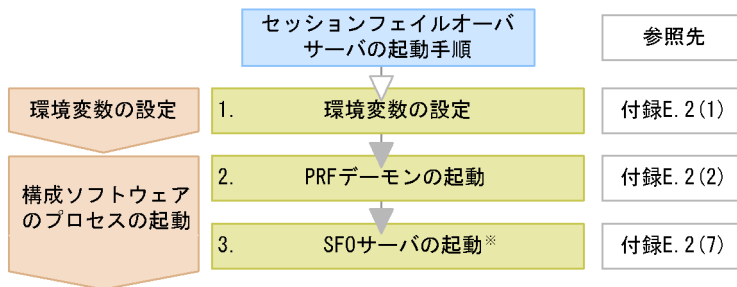 セッションフェイルオーバ
サーバの起動手順
参照先
環境変数の設定
1. 環境変数の設定
付録E.2(1)
構成ソフトウェア
のプロセスの起動
2. PRFデーモンの起動
付録E.2(2)
3. SFOサーバの起動※
付録E.2(7)